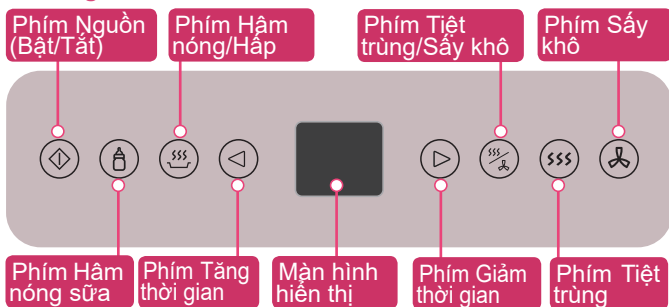 Phím Nguồn
(Bật/Tắt)
Phím Hâm
nóng/Hấp
Phím Tiệt
trùng/Sấy khô
Phím Sấy
khô
Phím Hâm
nóng sữa
Phím Tăng
thời gian
Màn hình
hiển thị
Phím Giảm
thời gian
Phím Tiệt
trùng